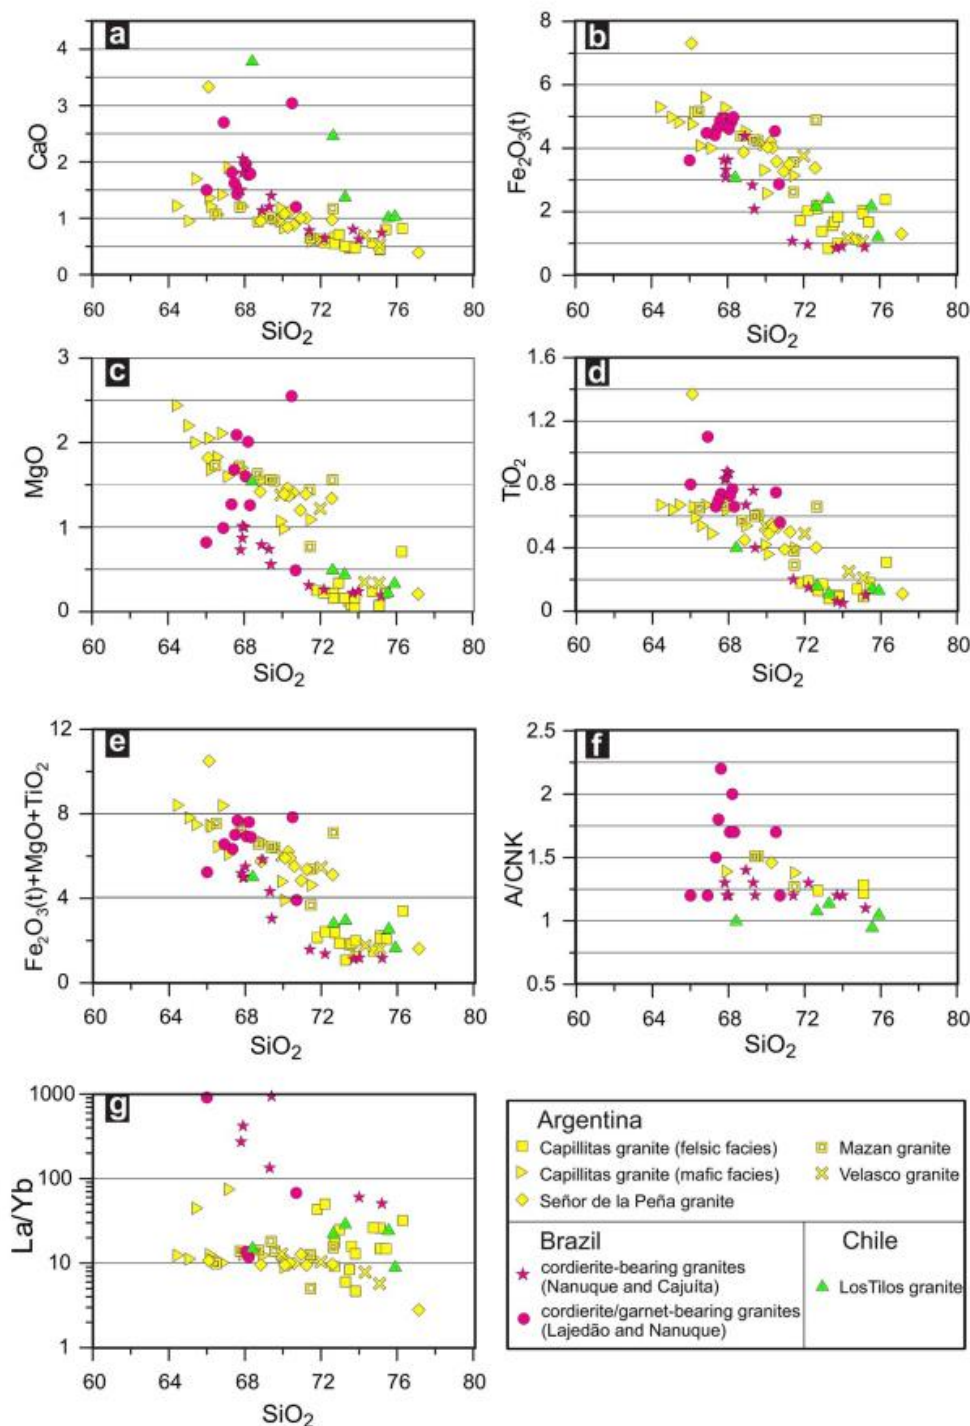 a
b
4
3
2
1
0
CaO
60 64 68 72 76 80
SiO2
8
6
4
2
0
Fe2O3(t)
60 64 68 72 76 80
SiO2
c
d
3
2
1
0
MgO
60 64 68 72 76 80
SiO2
1.6
1.2
0.8
0.4
0
TiO2
60 64 68 72 76 80
SiO2
e
f
12
8
4
0
Fe2O3(t)+MgO+TiO2
60 64 68 72 76 80
SiO2
2.5
2
1.5
1
0.5
A/CNK
60 64 68 72 76 80
SiO2
g
1000
100
10
1
La/Yb
60 64 68 72 76 80
SiO2
Argentina
Capillitas granite (felsic facies)
Mazan granite
Capillitas granite (mafic facies)
Velasco granite
Señor de la Peña granite
Brazil
cordierite-bearing granites
(Nanuque and Cajuíta)
cordierite/garnet-bearing granites
(Lajedão and Nanuque)
Chile
LosTilos granite